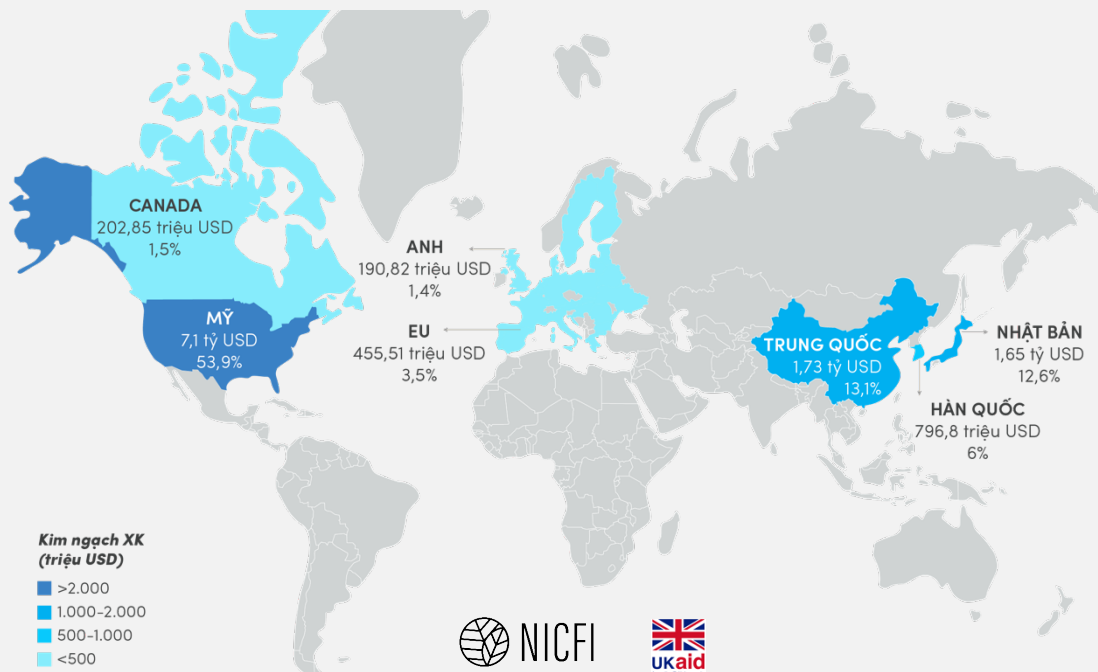 CANADA
202,85 triệu USD
1,5%
MỸ
7,1 tỷ USD
53,9%
ANH
190,82 triệu USD
1,4%
EU
455,51 triệu USD
3,5%
TRUNG QUỐC
1,73 tỷ USD
13,1%
NHẬT BẢN
1,65 tỷ USD
12,6%
HÀN QUỐC
796,8 triệu USD
6%
Kim ngạch XK
(triệu USD)
>2.000
1.000-2.000
500-1.000
<500
NICFI
UKaid